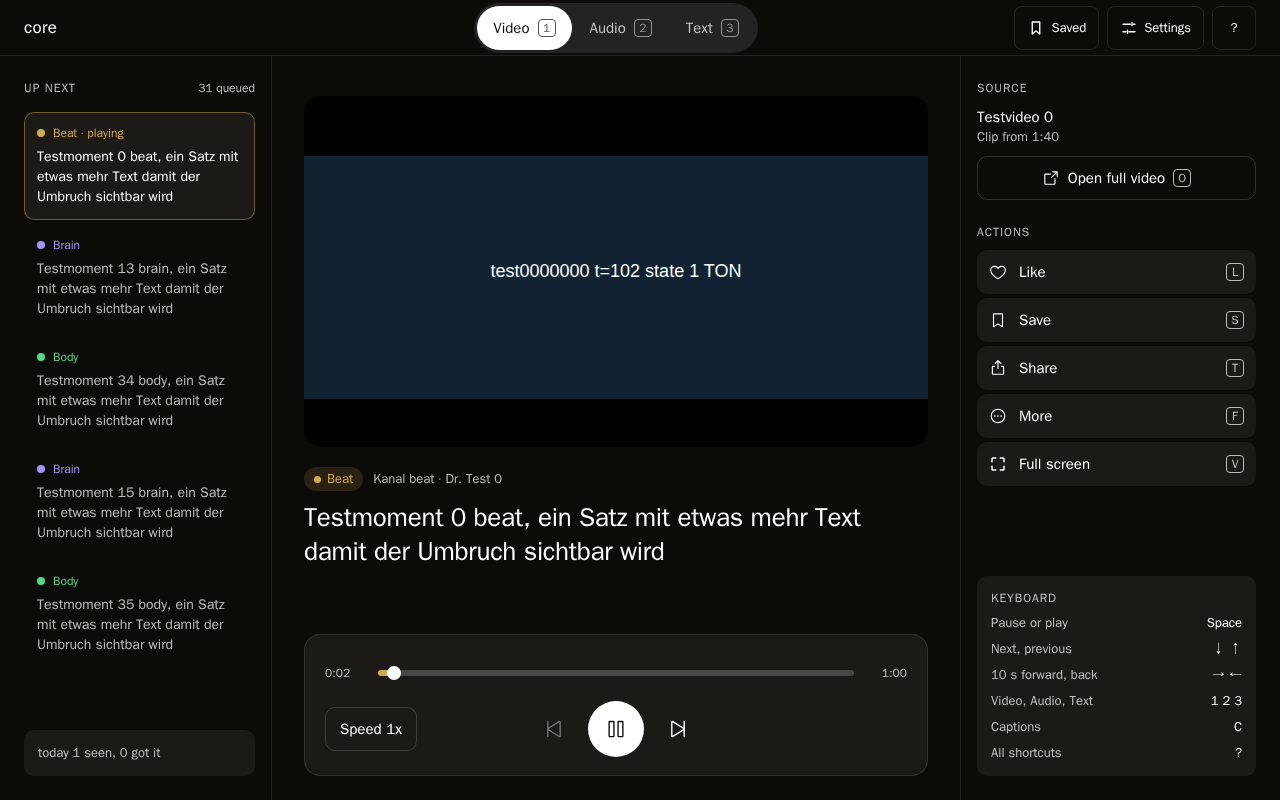 core
Video 1
Audio 2
Text 3
Saved
Settings
?
UP NEXT
31 queued
Beat · playing
Testmoment 0 beat, ein Satz mit
etwas mehr Text damit der
Umbruch sichtbar wird
Brain
Testmoment 13 brain, ein Satz
mit etwas mehr Text damit der
Umbruch sichtbar wird
Body
Testmoment 34 body, ein Satz
mit etwas mehr Text damit der
Umbruch sichtbar wird
Brain
Testmoment 15 brain, ein Satz
mit etwas mehr Text damit der
Umbruch sichtbar wird
Body
Testmoment 35 body, ein Satz
mit etwas mehr Text damit der
Umbruch sichtbar wird
today 1 seen, 0 got it
test0000000 t=102 state 1 TON
Beat
Kanal beat · Dr. Test 0
Testmoment 0 beat, ein Satz mit etwas mehr Text
damit der Umbruch sichtbar wird
0:02
1:00
Speed 1x
SOURCE
Testvideo 0
Clip from 1:40
Open full video O
ACTIONS
Like L
Save S
Share T
More F
Full screen V
KEYBOARD
Pause or play Space
Next, previous ↓ ↑
10 s forward, back → ←
Video, Audio, Text 1 2 3
Captions C
All shortcuts ?